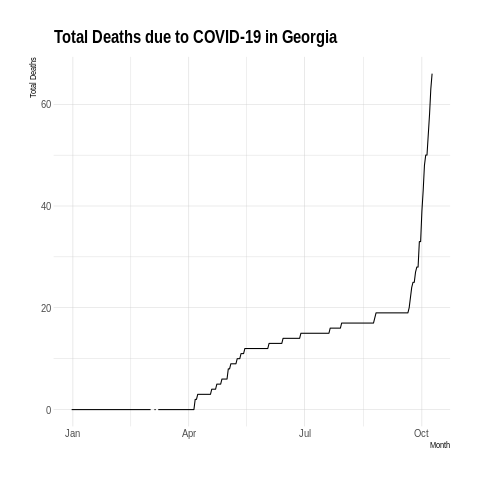 Total Deaths due to COVID-19 in Georgia
Total Deaths
60
40
20
0
Jan Apr Jul Oct
Month